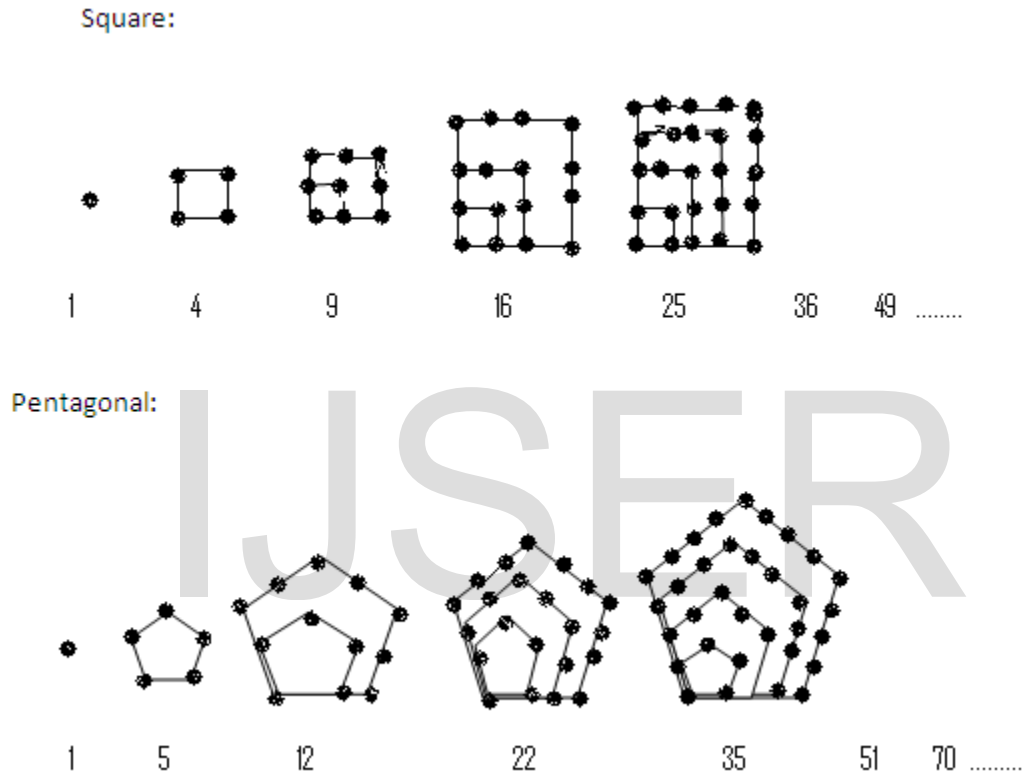 Square:
1 4 9 16 25 36 49 ........
Pentagonal:
IJSER
1 5 12 22 35 51 70 .........